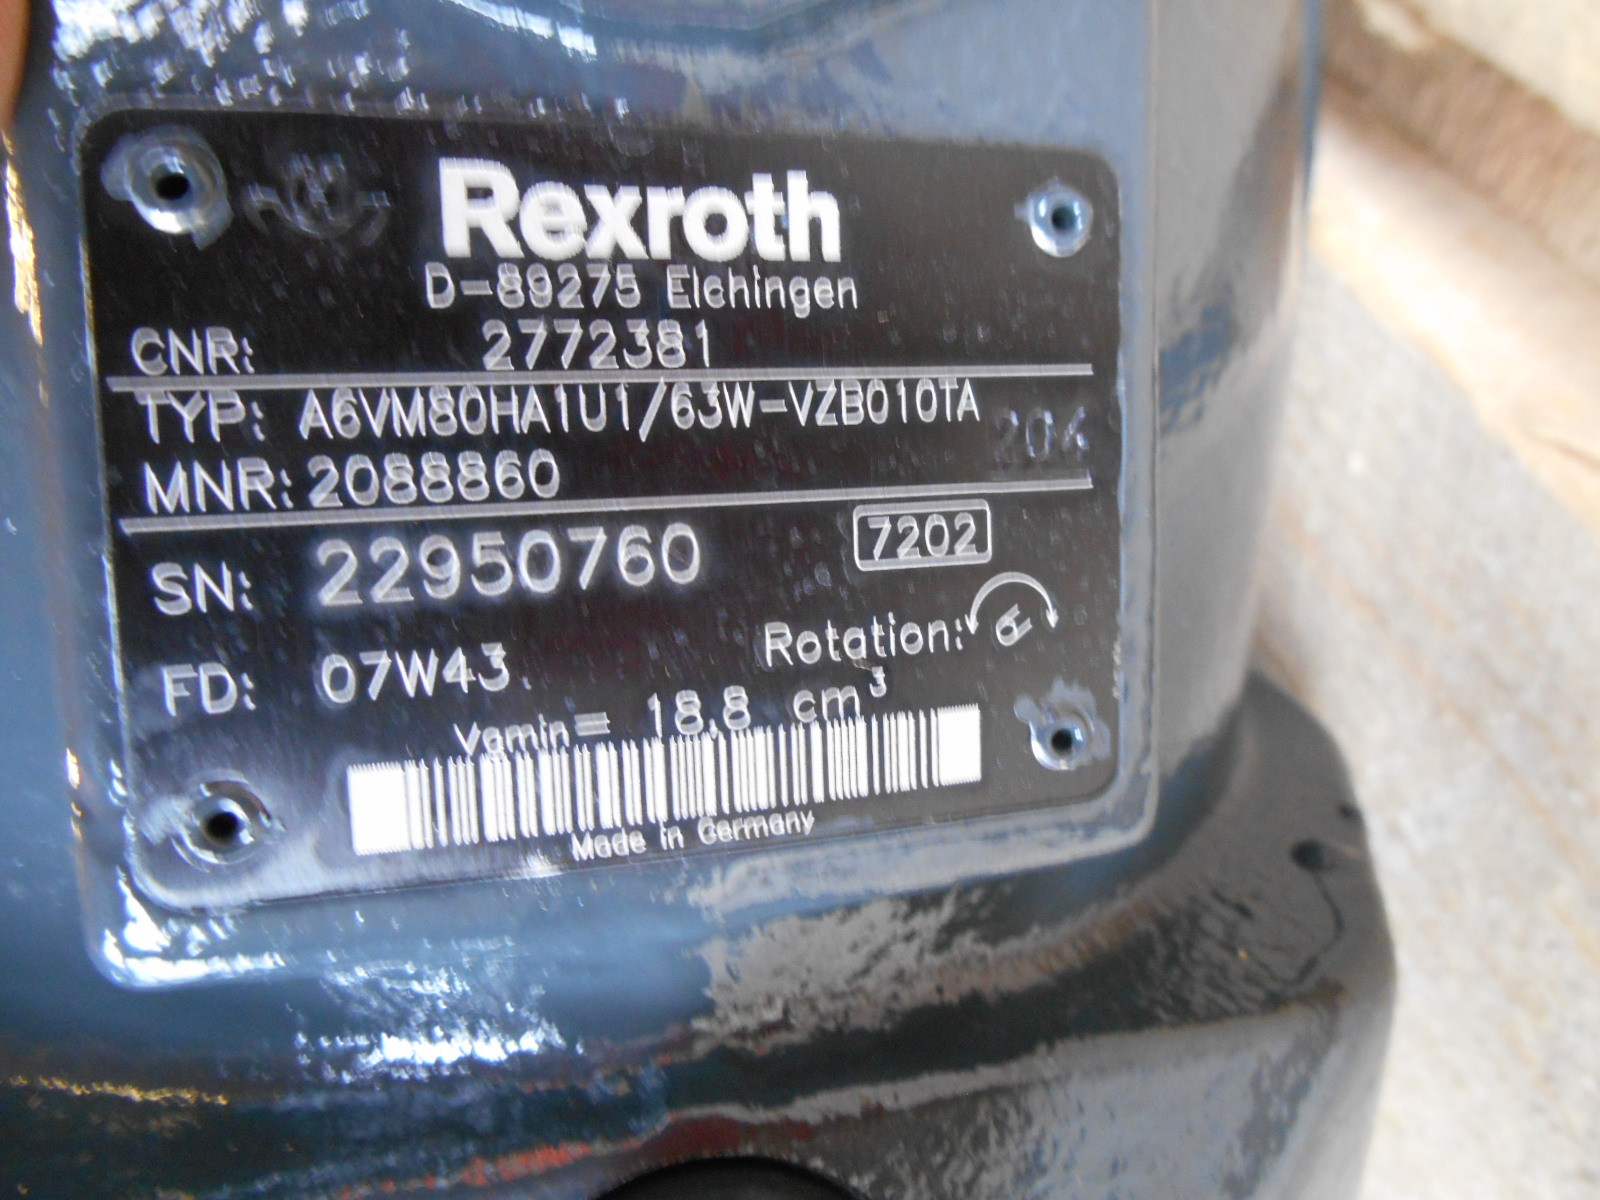 Rexroth
D-89275 Elchingen
CNR: 2772381
TYP: A6VM80HA1U1/63W-VZB010TA
204
MNR: 2088860
SN: 22950760 7202
FD: 07W43 Rotation:
Vgmin= 18.8 cm³
Made in Germany